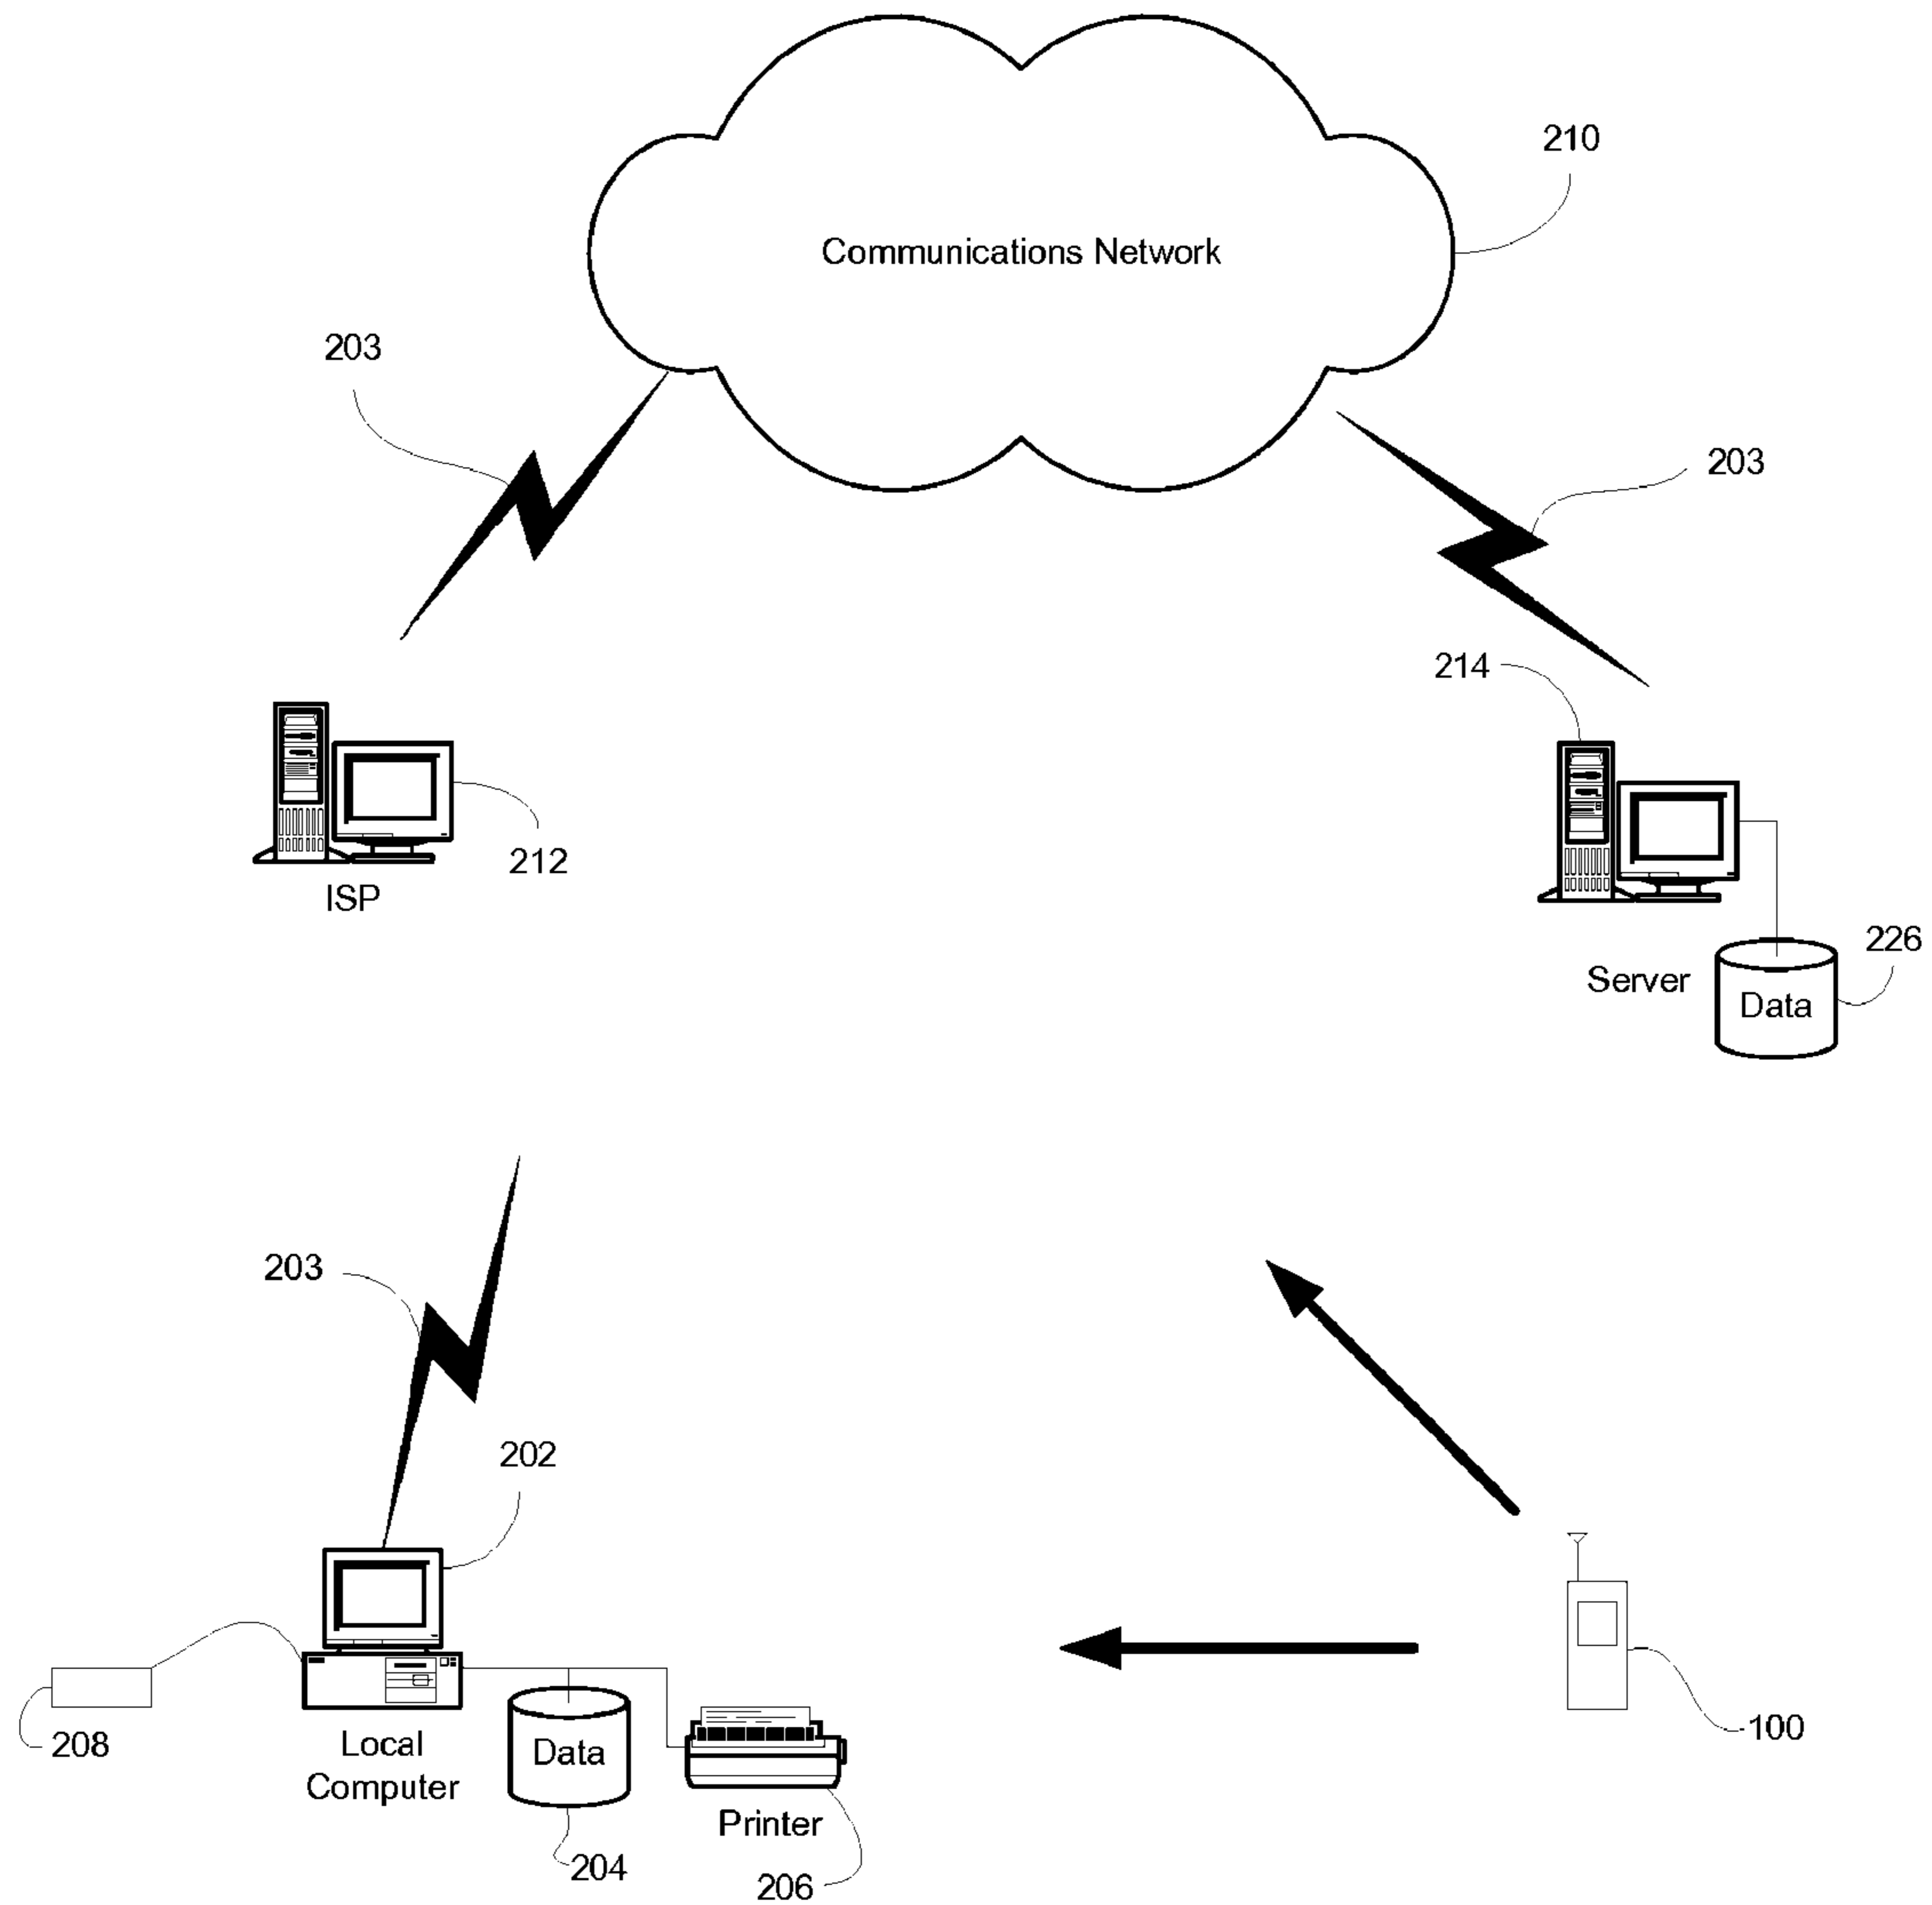 210
Communications Network
203
203
214
212
ISP
226
Server
Data
203
202
100
208
Local
Computer
Data
Printer
204
206